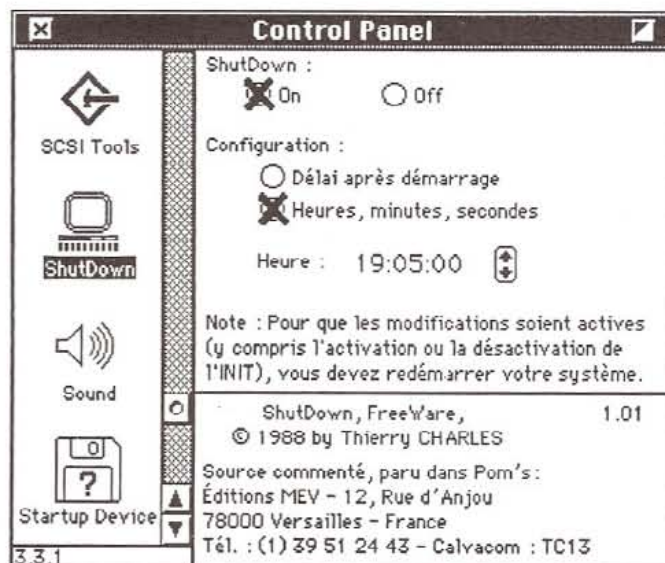 Control Panel
SCSI Tools
ShutDown
Sound
Startup Device
3.3.1
ShutDown :
On Off
Configuration :
Délai après démarrage
Heures, minutes, secondes
Heure : 19:05:00
Note : Pour que les modifications soient actives
(y compris l'activation ou la désactivation de
l'INIT), vous devez redémarrer votre système.
ShutDown, FreeWare, 1.01
© 1988 by Thierry CHARLES
Source commenté, paru dans Pom's :
Éditions MEV - 12, Rue d'Anjou
78000 Versailles - France
Tél. : (1) 39 51 24 43 - Calvacom : TC13